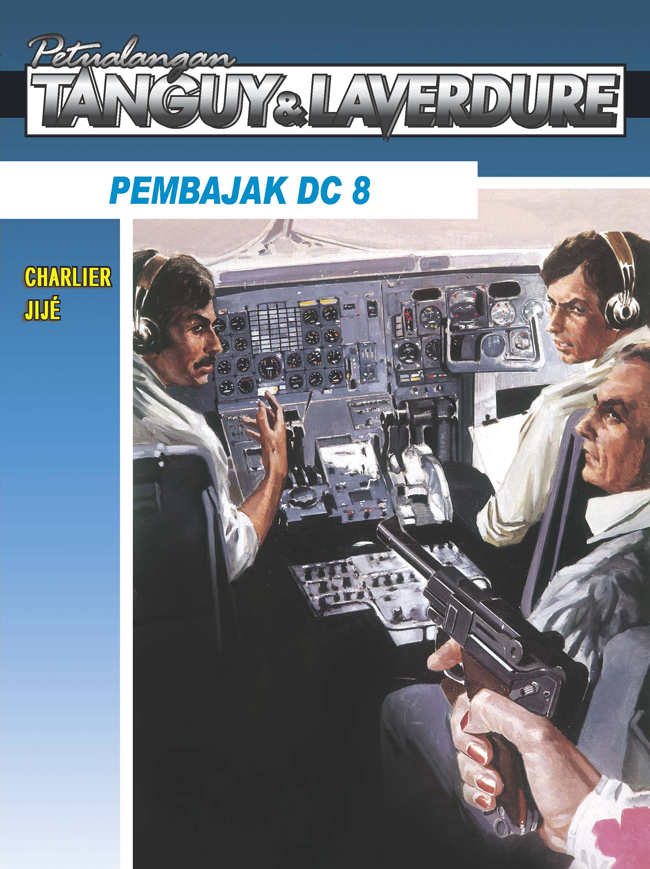 Petualangan
TANGUY & LAVERDURE
PEMBAJAK DC 8
CHARLIER
JIJÉ